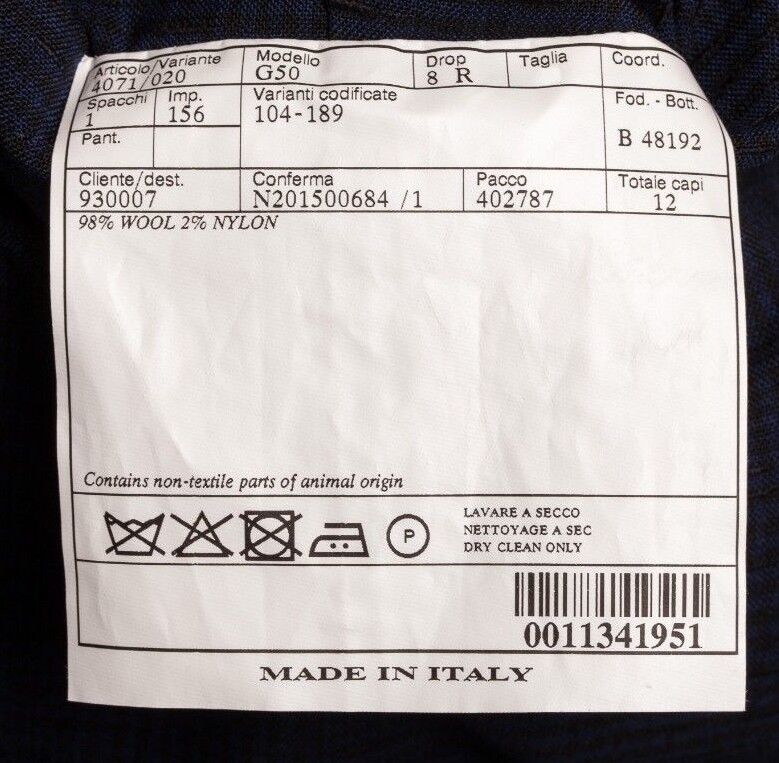 Articolo/Variante Modello Drop Taglia Coord.
4071/020 G50 8 R
Spacchi Imp. Varianti codificate Fod. - Bott.
1 156 104-189
Pant. B 48192
Cliente/dest. Conferma Pacco Totale capi
930007 N201500684 /1 402787 12
98% WOOL 2% NYLON
Contains non-textile parts of animal origin
LAVARE A SECCO
P NETTOYAGE A SEC
DRY CLEAN ONLY
0011341951
MADE IN ITALY